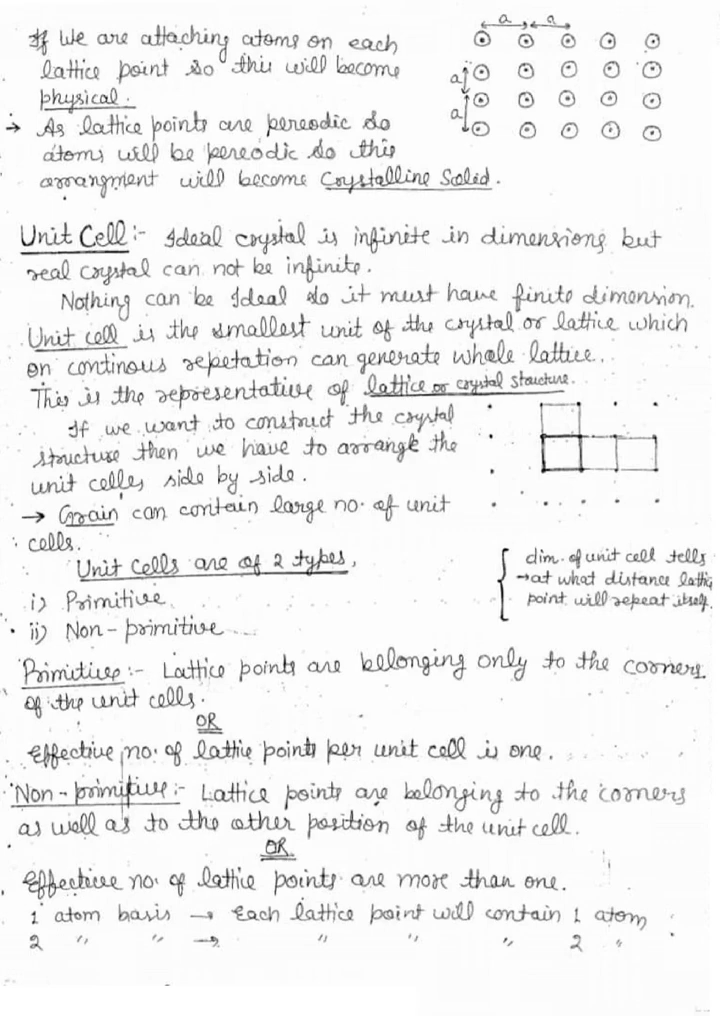 a a
If We are attaching atoms on each
lattice point so this will become
physical.
a
a
→ As lattice points are pereodic so
atoms will be pereodic so this
arrangment will become Crystalline Solid.
Unit Cell :- Ideal crystal is infinite in dimensions but
real crystal can not be infinite.
Nothing can be Ideal so it must have finite dimension.
Unit cell is the smallest unit of the crystal or lattice which
on continous repetation can generate whole lattice.
This is the representative of lattice or crystal structure.
If we want to construct the crystal
structure then we have to arrange the
unit celles side by side.
→ Grain can contain large no. of unit
cells.
Unit Cells are of 2 types,
i) Primitive
ii) Non-primitive
dim. of unit cell tells
→ at what distance lattic
point will repeat itself.
Primitive :- Lattice points are belonging only to the corners
of the unit cells.
OR
Effective no. of lattie points per unit cell is one.
Non-primitive :- Lattice points are belonging to the corners
as well as to the other position of the unit cell.
OR
Effective no. of lattie points are more than one.
1 atom basis → Each lattice point will contain 1 atom
2 " " → " " " 2 "